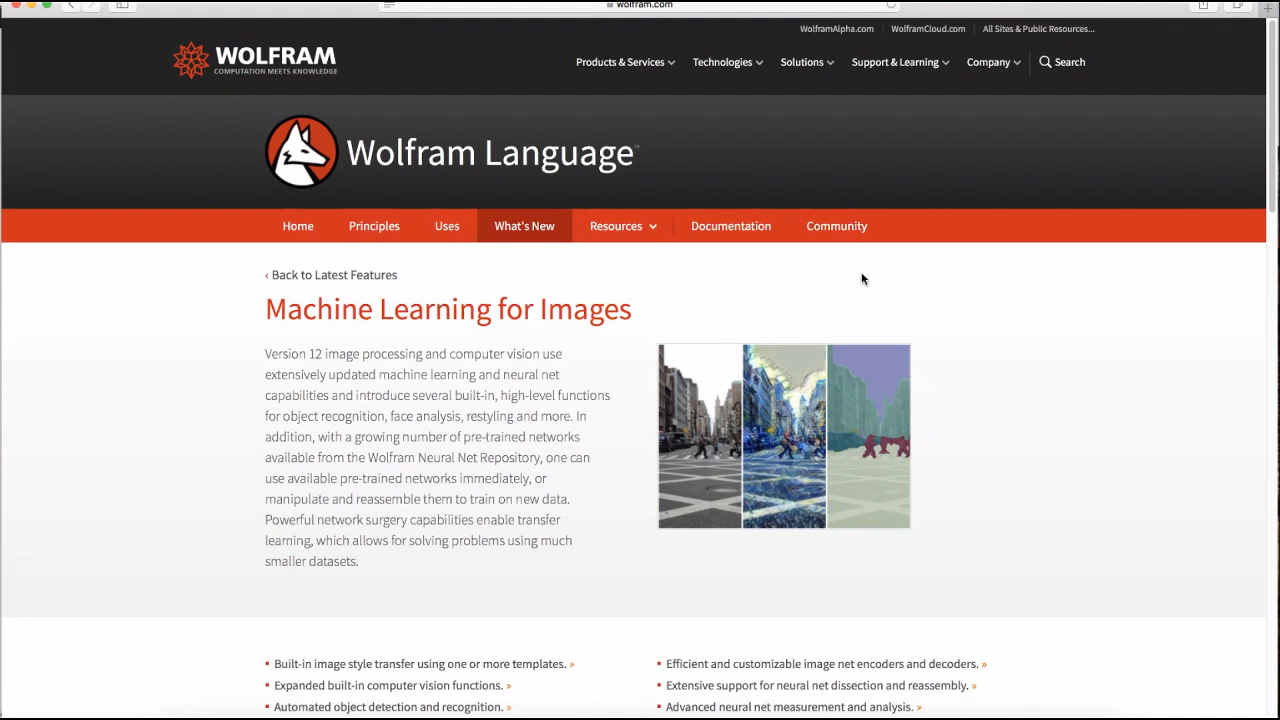 wolfram.com
WolframAlpha.com WolframCloud.com All Sites & Public Resources...
WOLFRAM
COMPUTATION MEETS KNOWLEDGE
Products & Services Technologies Solutions Support & Learning Company Search
Wolfram Language™
Home Principles Uses What's New Resources Documentation Community
‹ Back to Latest Features
Machine Learning for Images
Version 12 image processing and computer vision use
extensively updated machine learning and neural net
capabilities and introduce several built-in, high-level functions
for object recognition, face analysis, restyling and more. In
addition, with a growing number of pre-trained networks
available from the Wolfram Neural Net Repository, one can
use available pre-trained networks immediately, or
manipulate and reassemble them to train on new data.
Powerful network surgery capabilities enable transfer
learning, which allows for solving problems using much
smaller datasets.
▪ Built-in image style transfer using one or more templates. »
▪ Expanded built-in computer vision functions. »
▪ Automated object detection and recognition. »
▪ Efficient and customizable image net encoders and decoders. »
▪ Extensive support for neural net dissection and reassembly. »
▪ Advanced neural net measurement and analysis. »